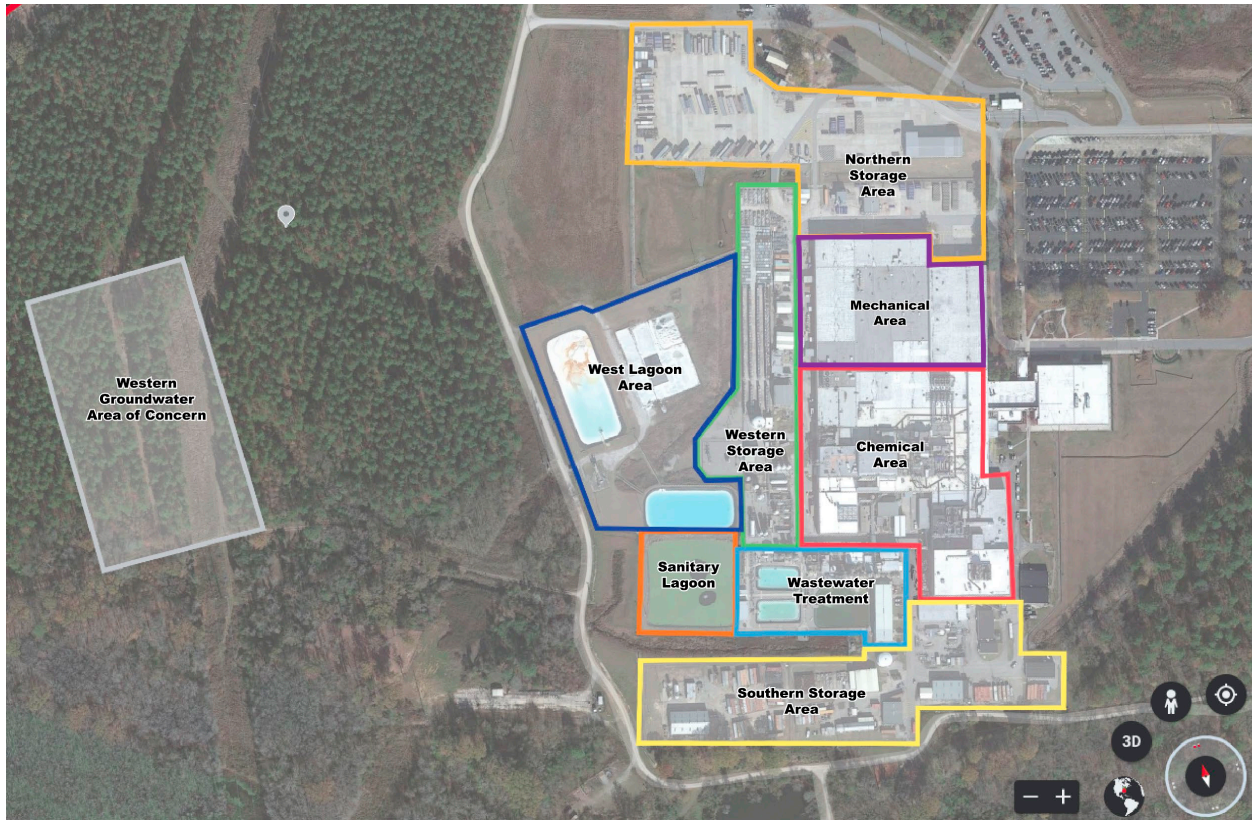 Northern
Storage
Area
Mechanical
Area
West Lagoon
Area
Western
Groundwater
Area of Concern
Western
Storage
Area
Chemical
Area
Sanitary
Lagoon
Wastewater
Treatment
Southern Storage
Area
3D